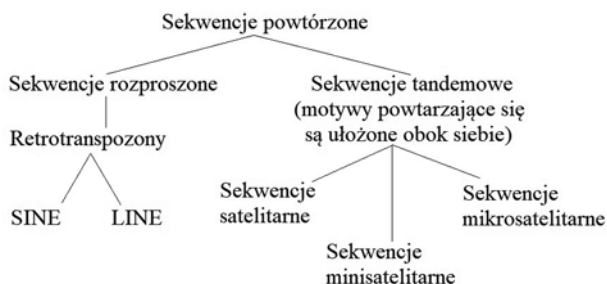 Sekwencje powtórzone
Sekwencje rozproszone
Sekwencje tandemowe
(motywy powtarzające się
są ułożone obok siebie)
Retrotranspozony
SINE
LINE
Sekwencje
satelitarne
Sekwencje
minisatelitarne
Sekwencje
mikrosatelitarne